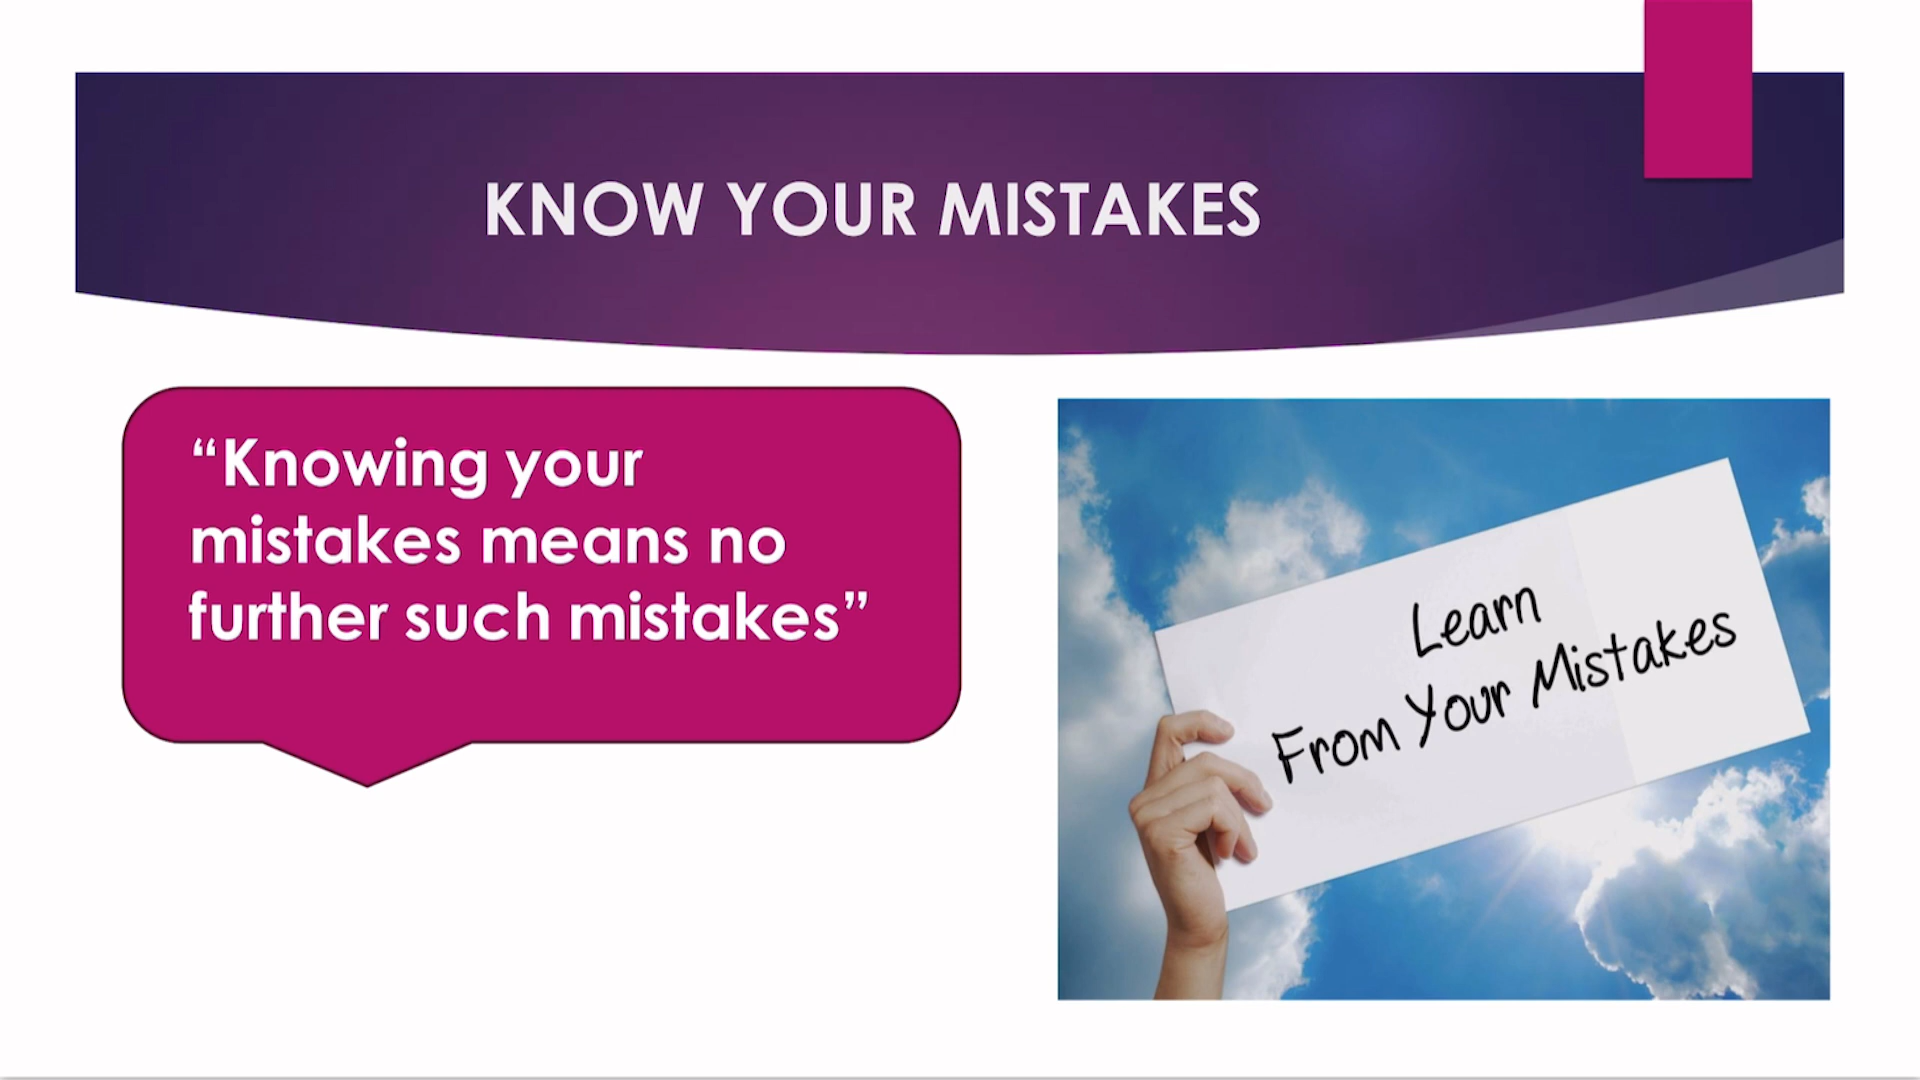 KNOW YOUR MISTAKES
“Knowing your
mistakes means no
further such mistakes”
Learn
From Your Mistakes